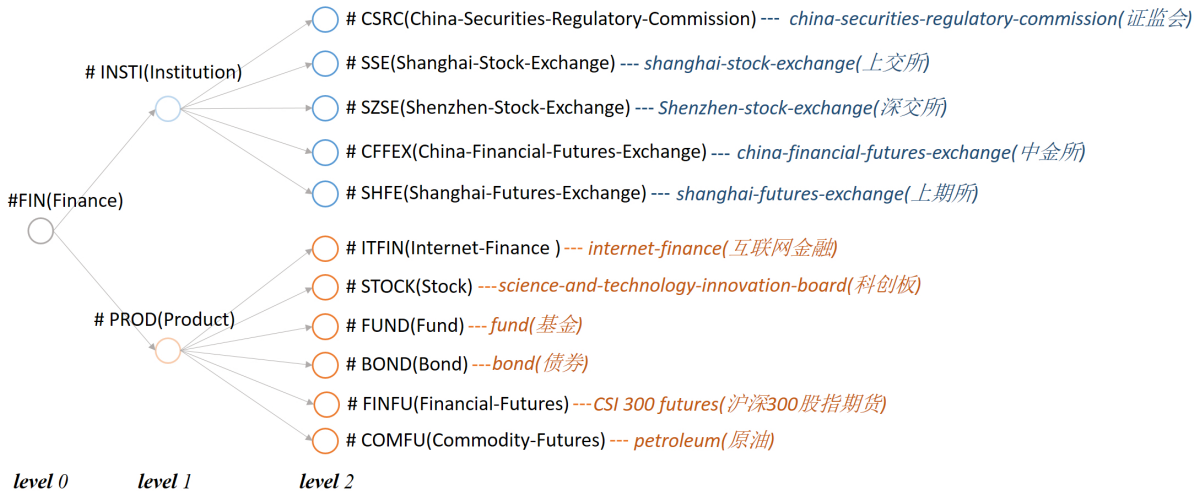 # CSRC(China-Securities-Regulatory-Commission) --- china-securities-regulatory-commission(证监会)
# INSTI(Institution)
# SSE(Shanghai-Stock-Exchange) --- shanghai-stock-exchange(上交所)
# SZSE(Shenzhen-Stock-Exchange) --- Shenzhen-stock-exchange(深交所)
# CFFEX(China-Financial-Futures-Exchange) --- china-financial-futures-exchange(中金所)
# SHFE(Shanghai-Futures-Exchange) --- shanghai-futures-exchange(上期所)
#FIN(Finance)
# ITFIN(Internet-Finance ) --- internet-finance(互联网金融)
# STOCK(Stock) ---science-and-technology-innovation-board(科创板)
# PROD(Product)
# FUND(Fund) --- fund(基金)
# BOND(Bond) ---bond(债券)
# FINFU(Financial-Futures) ---CSI 300 futures(沪深300股指期货)
# COMFU(Commodity-Futures) --- petroleum(原油)
level 0 level 1 level 2